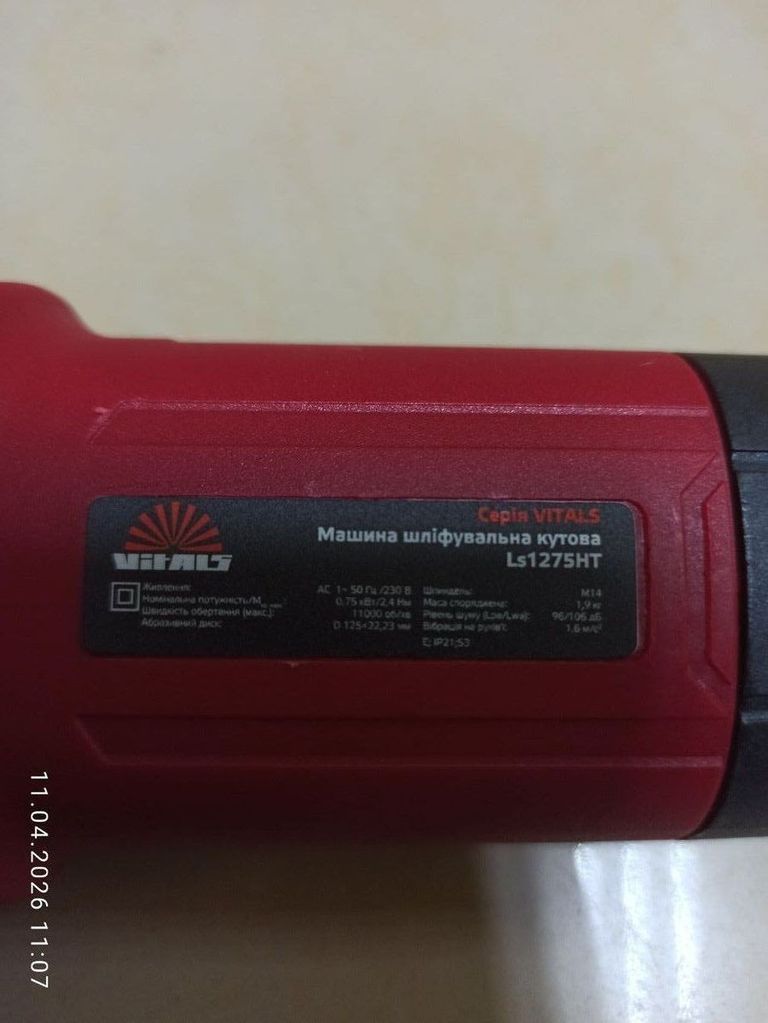 Серія VITALS
Машина шліфувальна кутова
Ls1275HT
VITALS
Живлення: AC 1~ 50 Гц /230 В
Номінальна потужність/М 0,75 кВт/2,4 Нм
Швидкість обертання (макс.): 11000 об/хв
Абразивний диск: D 125×22,23 мм
Шпиндель: M14
Маса споряджена: 1,9 кг
Рівень шуму (Lpa/Lwa): 96/106 дБ
Вібрація на руків'ї: 1,6 м/с²
E; IP21;S3
11.04.2026 11:07